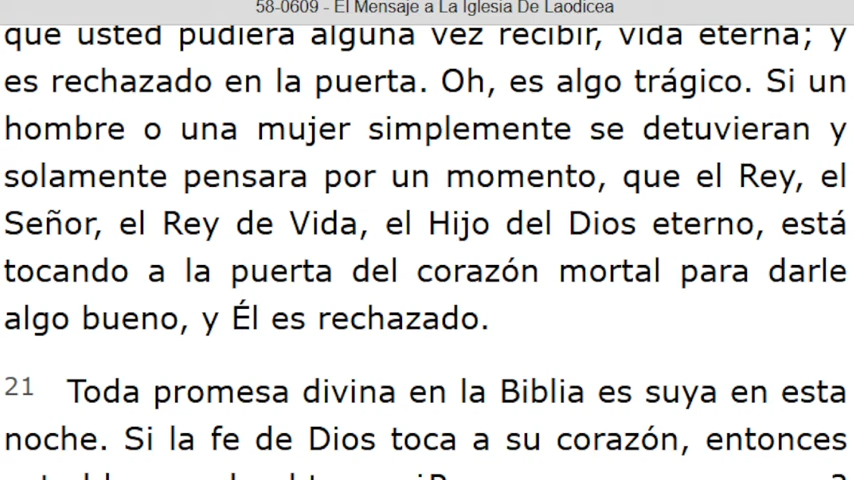 58-0609 - El Mensaje a La Iglesia De Laodicea
que usted pudiera alguna vez recibir, vida eterna; y
es rechazado en la puerta. Oh, es algo trágico. Si un
hombre o una mujer simplemente se detuvieran y
solamente pensara por un momento, que el Rey, el
Señor, el Rey de Vida, el Hijo del Dios eterno, está
tocando a la puerta del corazón mortal para darle
algo bueno, y Él es rechazado.
21 Toda promesa divina en la Biblia es suya en esta
noche. Si la fe de Dios toca a su corazón, entonces